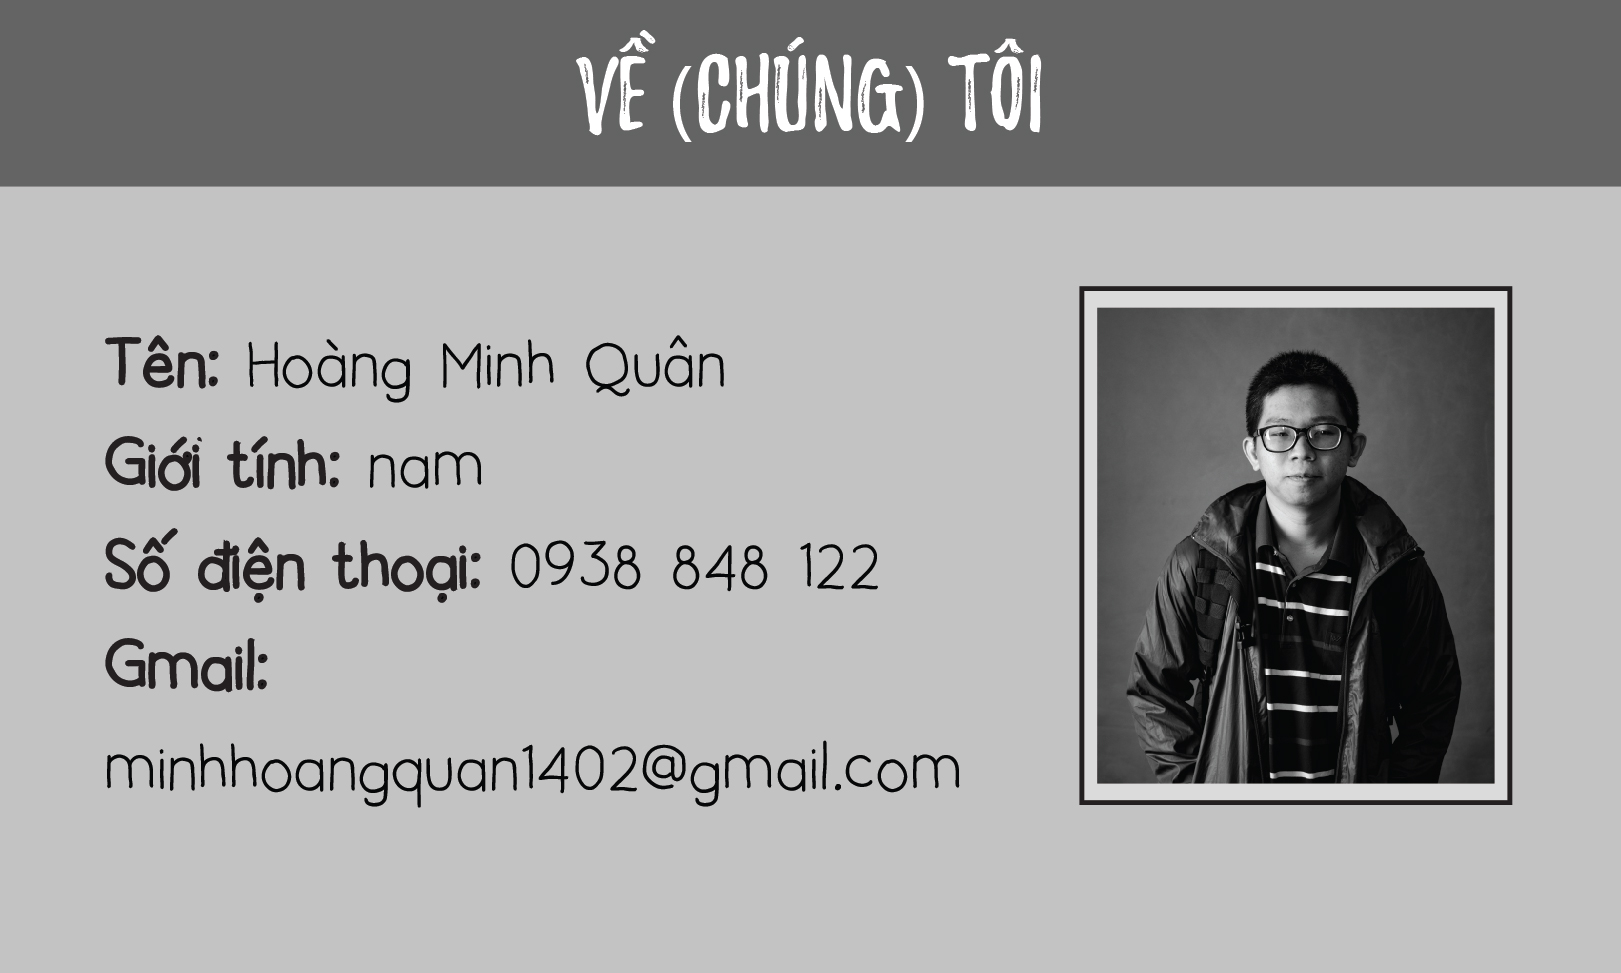 VỀ (CHÚNG) TÔI
Tên: Hoàng Minh Quân
Giới tính: nam
Số điện thoại: 0938 848 122
Gmail:
minhhoangquan1402@gmail.com